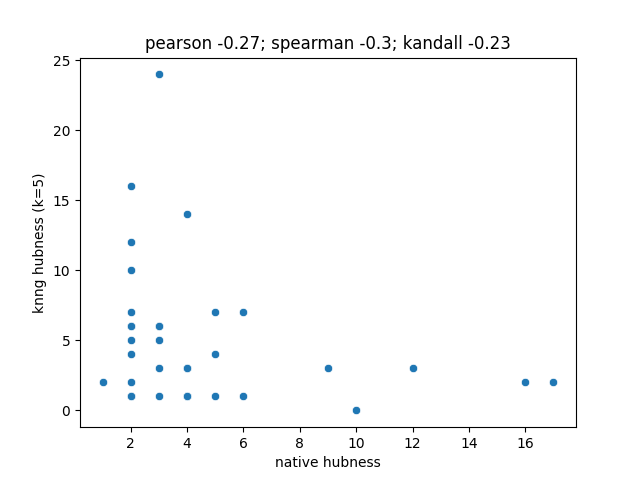 pearson -0.27; spearman -0.3; kandall -0.23
25
20
15
10
5
0
knng hubness (k=5)
2 4 6 8 10 12 14 16
native hubness